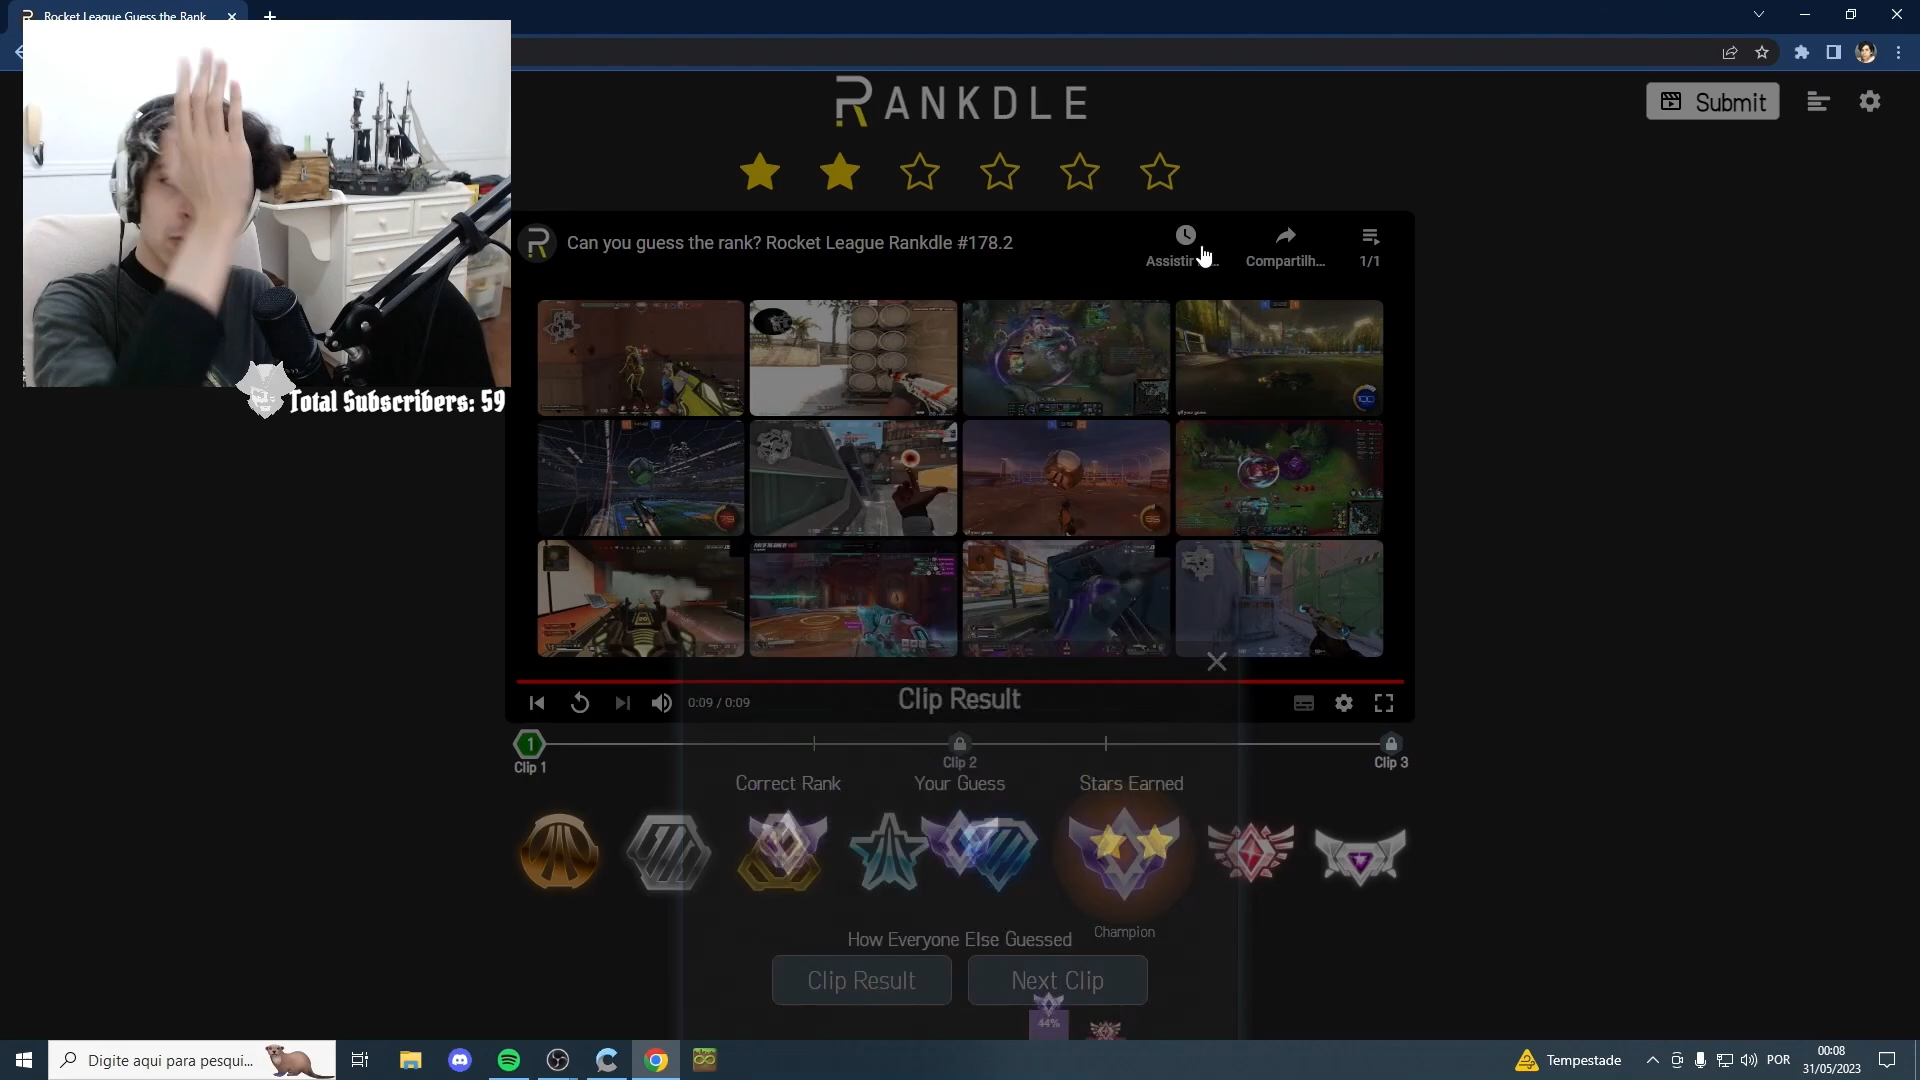 Rocket League Guess the Rank
RANKDLE
Submit
Can you guess the rank? Rocket League Rankdle #178.2
Assistir ...
Compartilh...
1/1
Total Subscribers: 59
0:09 / 0:09
Clip Result
1
Clip 1
Clip 2
Clip 3
Correct Rank
Your Guess
Stars Earned
Champion
How Everyone Else Guessed
Clip Result
Next Clip
44%
Digite aqui para pesqui...
Tempestade
POR
00:08
31/05/2023